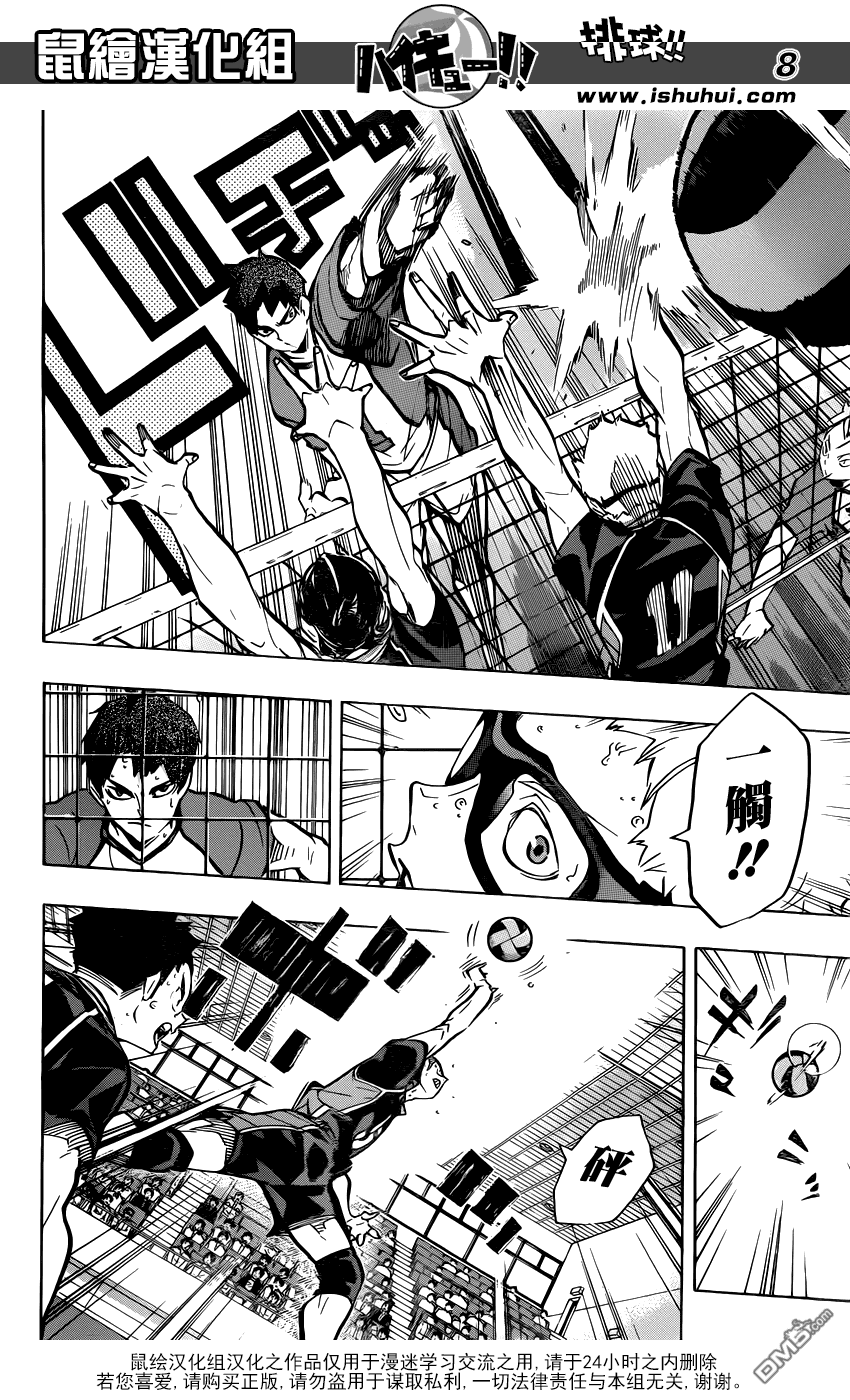 鼠繪漢化組
ハイキュー!!
排球!!
8
www.ishuhui.com
一觸!!
砰
鼠绘汉化组汉化之作品仅用于漫迷学习交流之用, 请于24小时之内删除
若您喜爱, 请购买正版, 请勿盗用于谋取私利, 一切法律责任与本组无关, 谢谢。
DM5.com